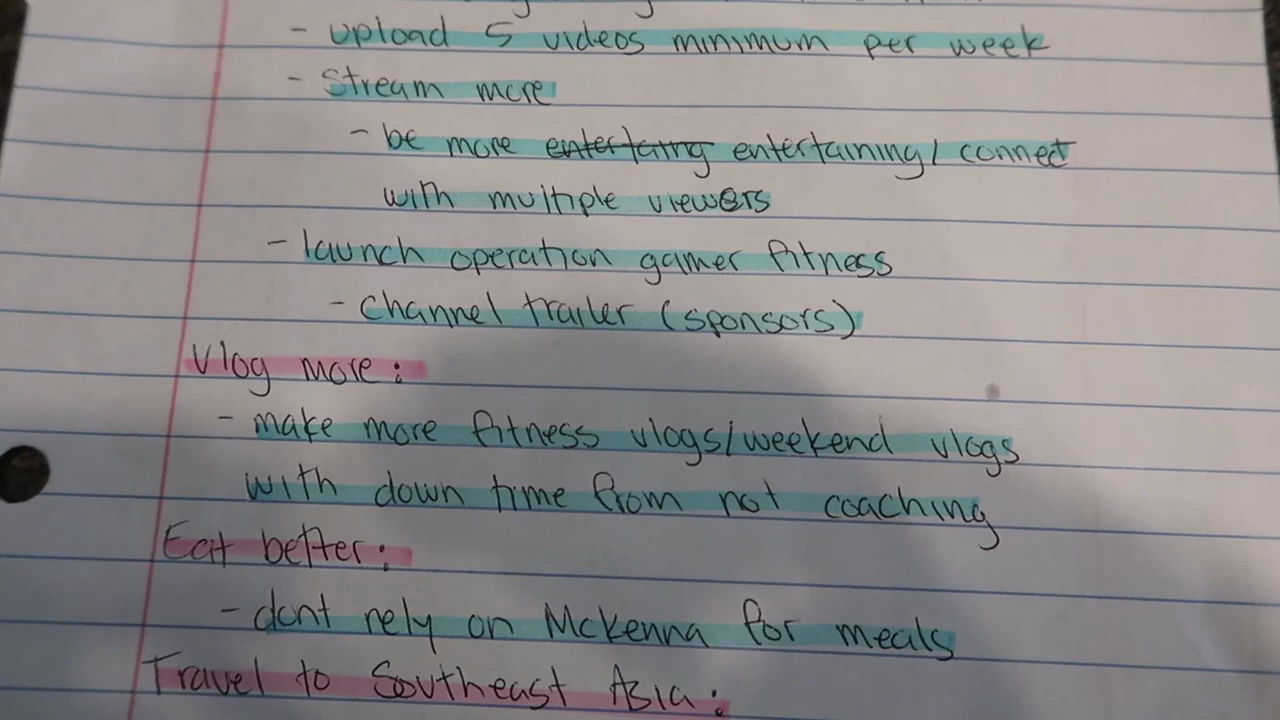 - upload 5 videos minimum per week
- Stream more
- be more entertaing entertaining/connect
with multiple viewers
- launch operation gamer fitness
- Channel trailer (sponsors)
Vlog more:
- make more fitness vlogs/weekend vlogs
with down time from not coaching
Eat better:
- dont rely on McKenna for meals
Travel to Southeast Asia: